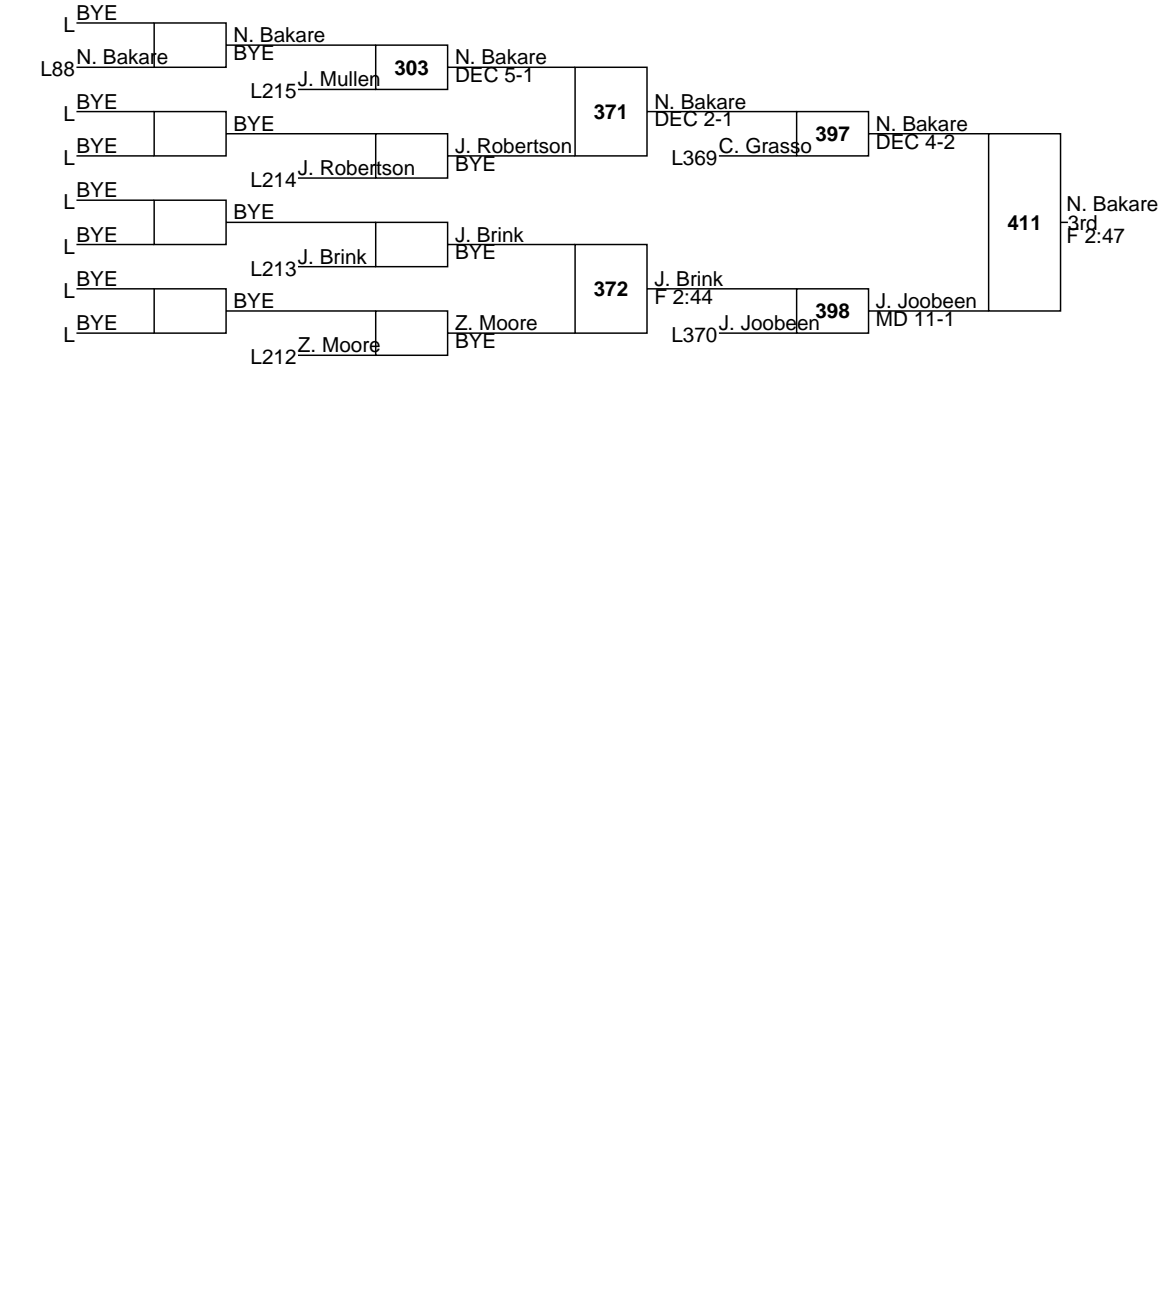 BYE
L
N. Bakare
BYE
L88 N. Bakare
303
N. Bakare
DEC 5-1
L215 J. Mullen
BYE
L
BYE
371
N. Bakare
DEC 2-1
397
N. Bakare
DEC 4-2
BYE
L
J. Robertson
BYE
L369 C. Grasso
L214 J. Robertson
BYE
L
BYE
411
N. Bakare
3rd
F 2:47
BYE
L
J. Brink
BYE
L213 J. Brink
BYE
L
BYE
372
J. Brink
F 2:44
398
J. Joobeen
MD 11-1
BYE
L
Z. Moore
BYE
L370 J. Joobeen
L212 Z. Moore